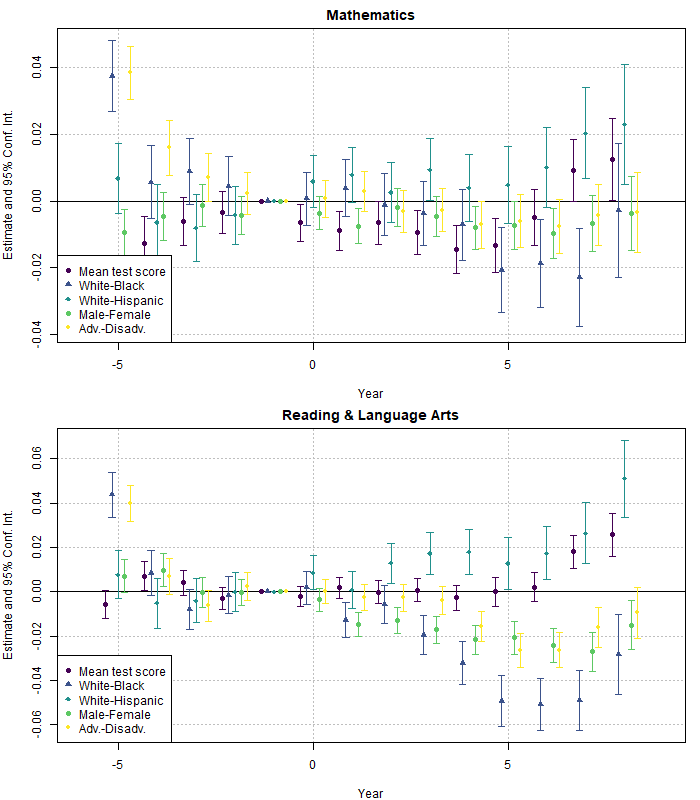 Mathematics
Estimate and 95% Conf. Int.
0.04
0.02
0.00
-0.02
-0.04
Mean test score
White-Black
White-Hispanic
Male-Female
Adv.-Disadv.
-5 0 5
Year
Reading & Language Arts
Estimate and 95% Conf. Int.
0.06
0.04
0.02
0.00
-0.02
-0.04
-0.06
Mean test score
White-Black
White-Hispanic
Male-Female
Adv.-Disadv.
-5 0 5
Year